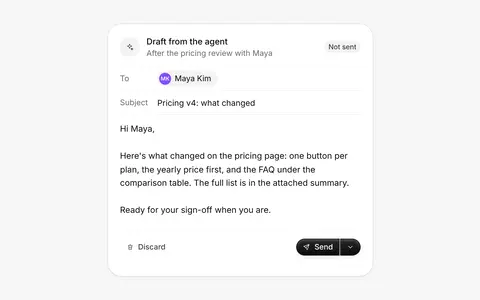 Draft from the agent
After the pricing review with Maya
Not sent
To
MK
Maya Kim
Subject
Pricing v4: what changed
Hi Maya,
Here's what changed on the pricing page: one button per
plan, the yearly price first, and the FAQ under the
comparison table. The full list is in the attached summary.
Ready for your sign-off when you are.
Discard
Send